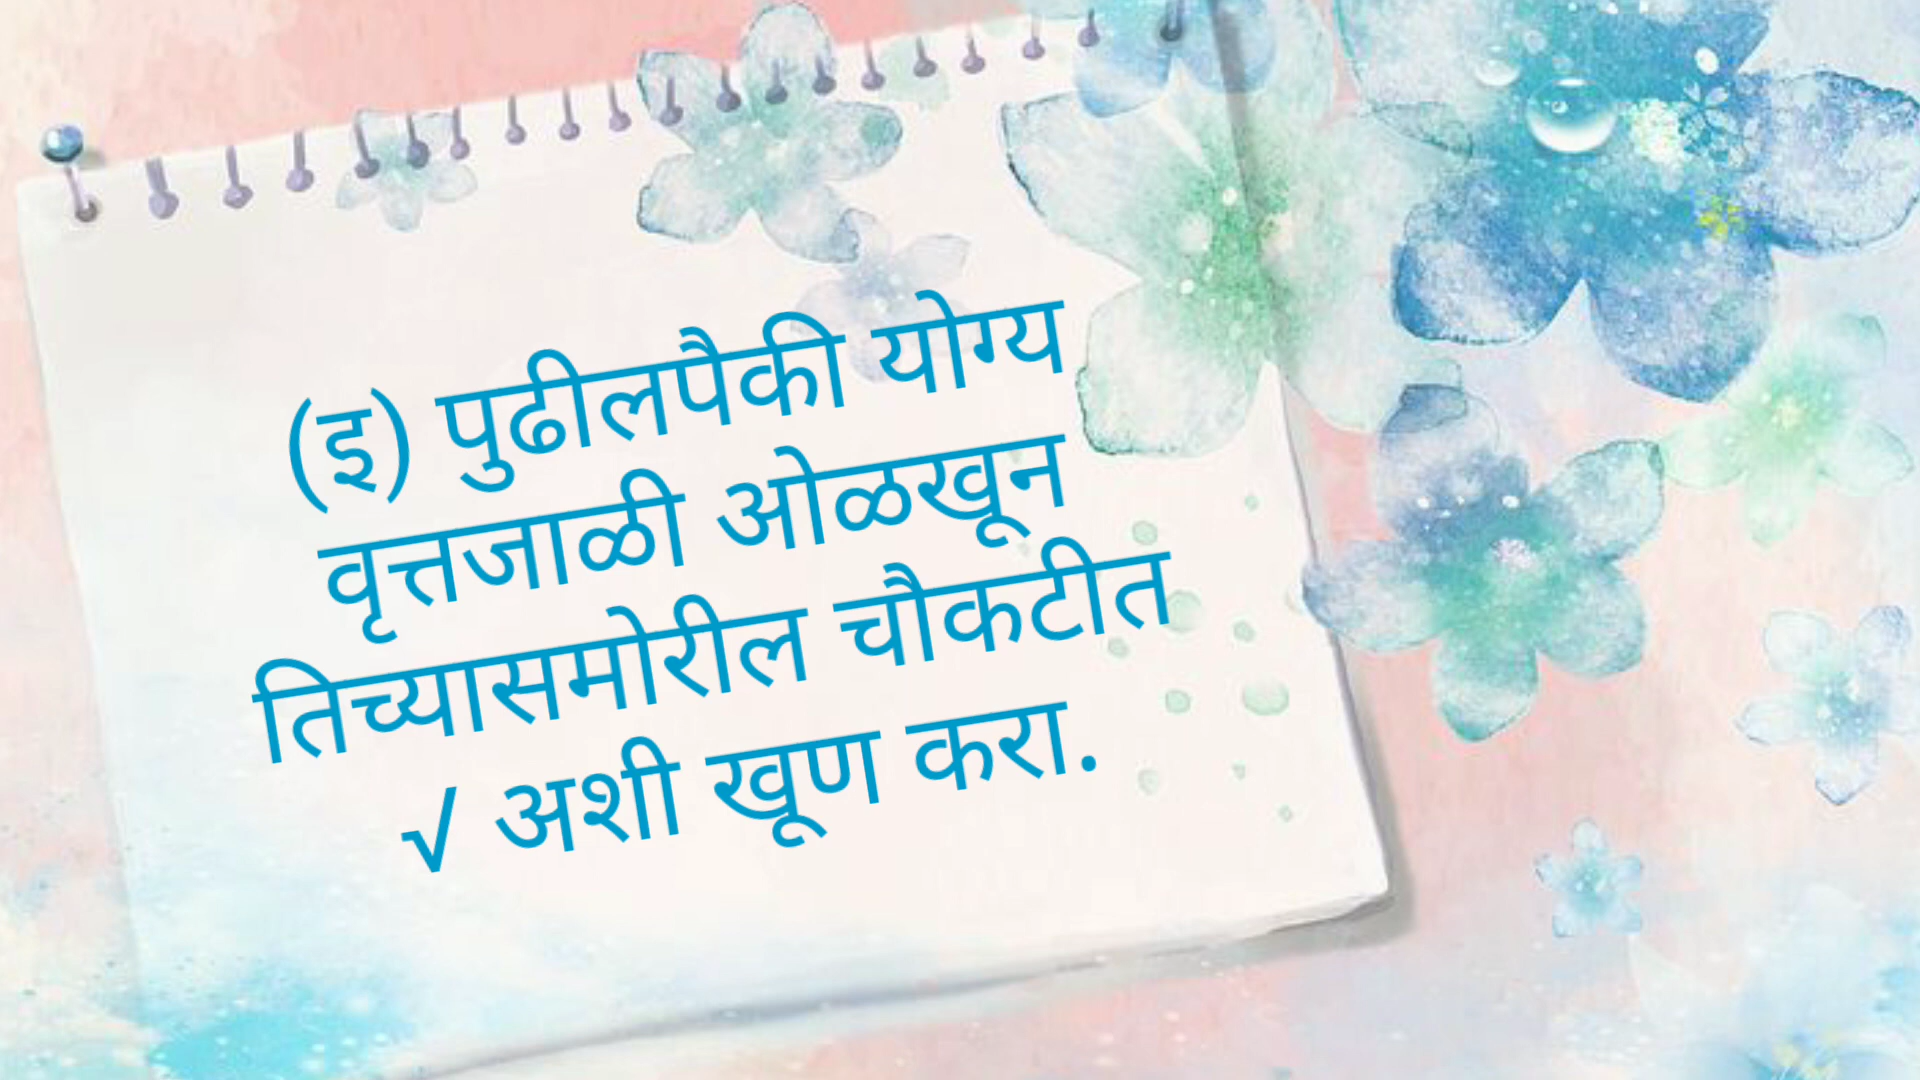 (इ) पुढीलपैकी योग्य
वृत्तजाळी ओळखून
तिच्यासमोरील चौकटीत
√ अशी खूण करा.